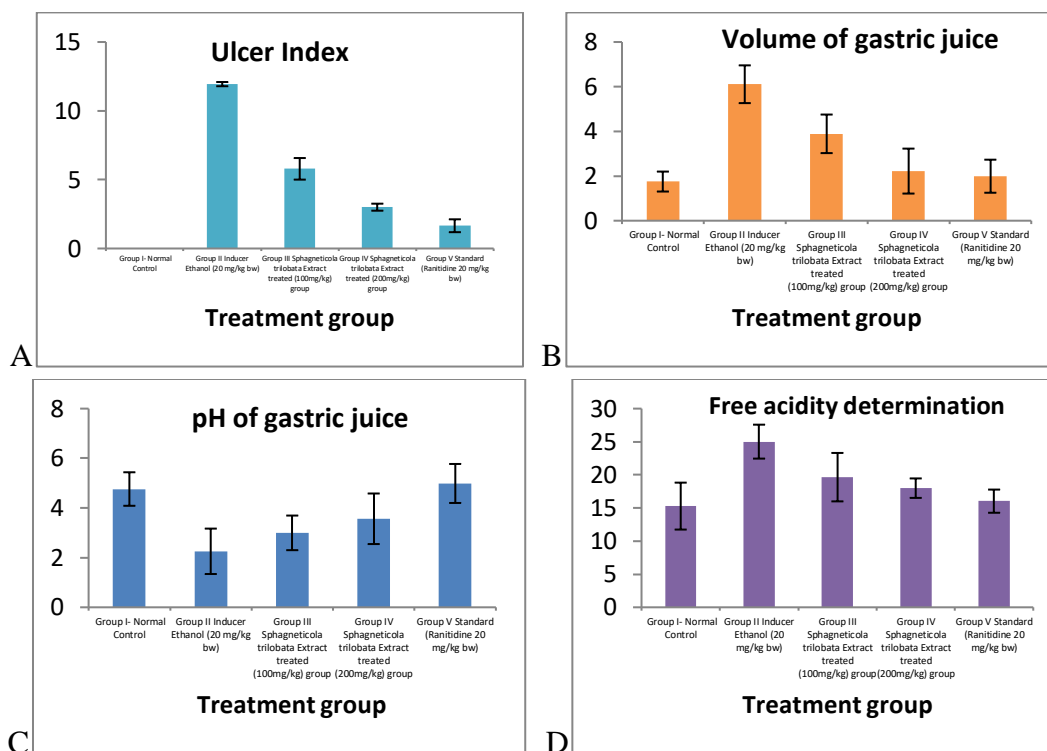 Ulcer Index
15
10
5
0
Group I- Normal Control
Group II Inducer Ethanol (20 mg/kg bw)
Group III Sphagneticola trilobata Extract treated (100mg/kg) group
Group IV Sphagneticola trilobata Extract treated (200mg/kg) group
Group V Standard (Ranitidine 20 mg/kg bw)
Treatment group
A
Volume of gastric juice
8
6
4
2
0
Group I- Normal Control
Group II Inducer Ethanol (20 mg/kg bw)
Group III Sphagneticola trilobata Extract treated (100mg/kg) group
Group IV Sphagneticola trilobata Extract treated (200mg/kg) group
Group V Standard (Ranitidine 20 mg/kg bw)
Treatment group
B
pH of gastric juice
8
6
4
2
0
Group I- Normal Control
Group II Inducer Ethanol (20 mg/kg bw)
Group III Sphagneticola trilobata Extract treated (100mg/kg) group
Group IV Sphagneticola trilobata Extract treated (200mg/kg) group
Group V Standard (Ranitidine 20 mg/kg bw)
Treatment group
C
Free acidity determination
30
25
20
15
10
5
0
Group I- Normal Control
Group II Inducer Ethanol (20 mg/kg bw)
Group III Sphagneticola trilobata Extract treated (100mg/kg) group
Group IV Sphagneticola trilobata Extract treated (200mg/kg) group
Group V Standard (Ranitidine 20 mg/kg bw)
Treatment group
D